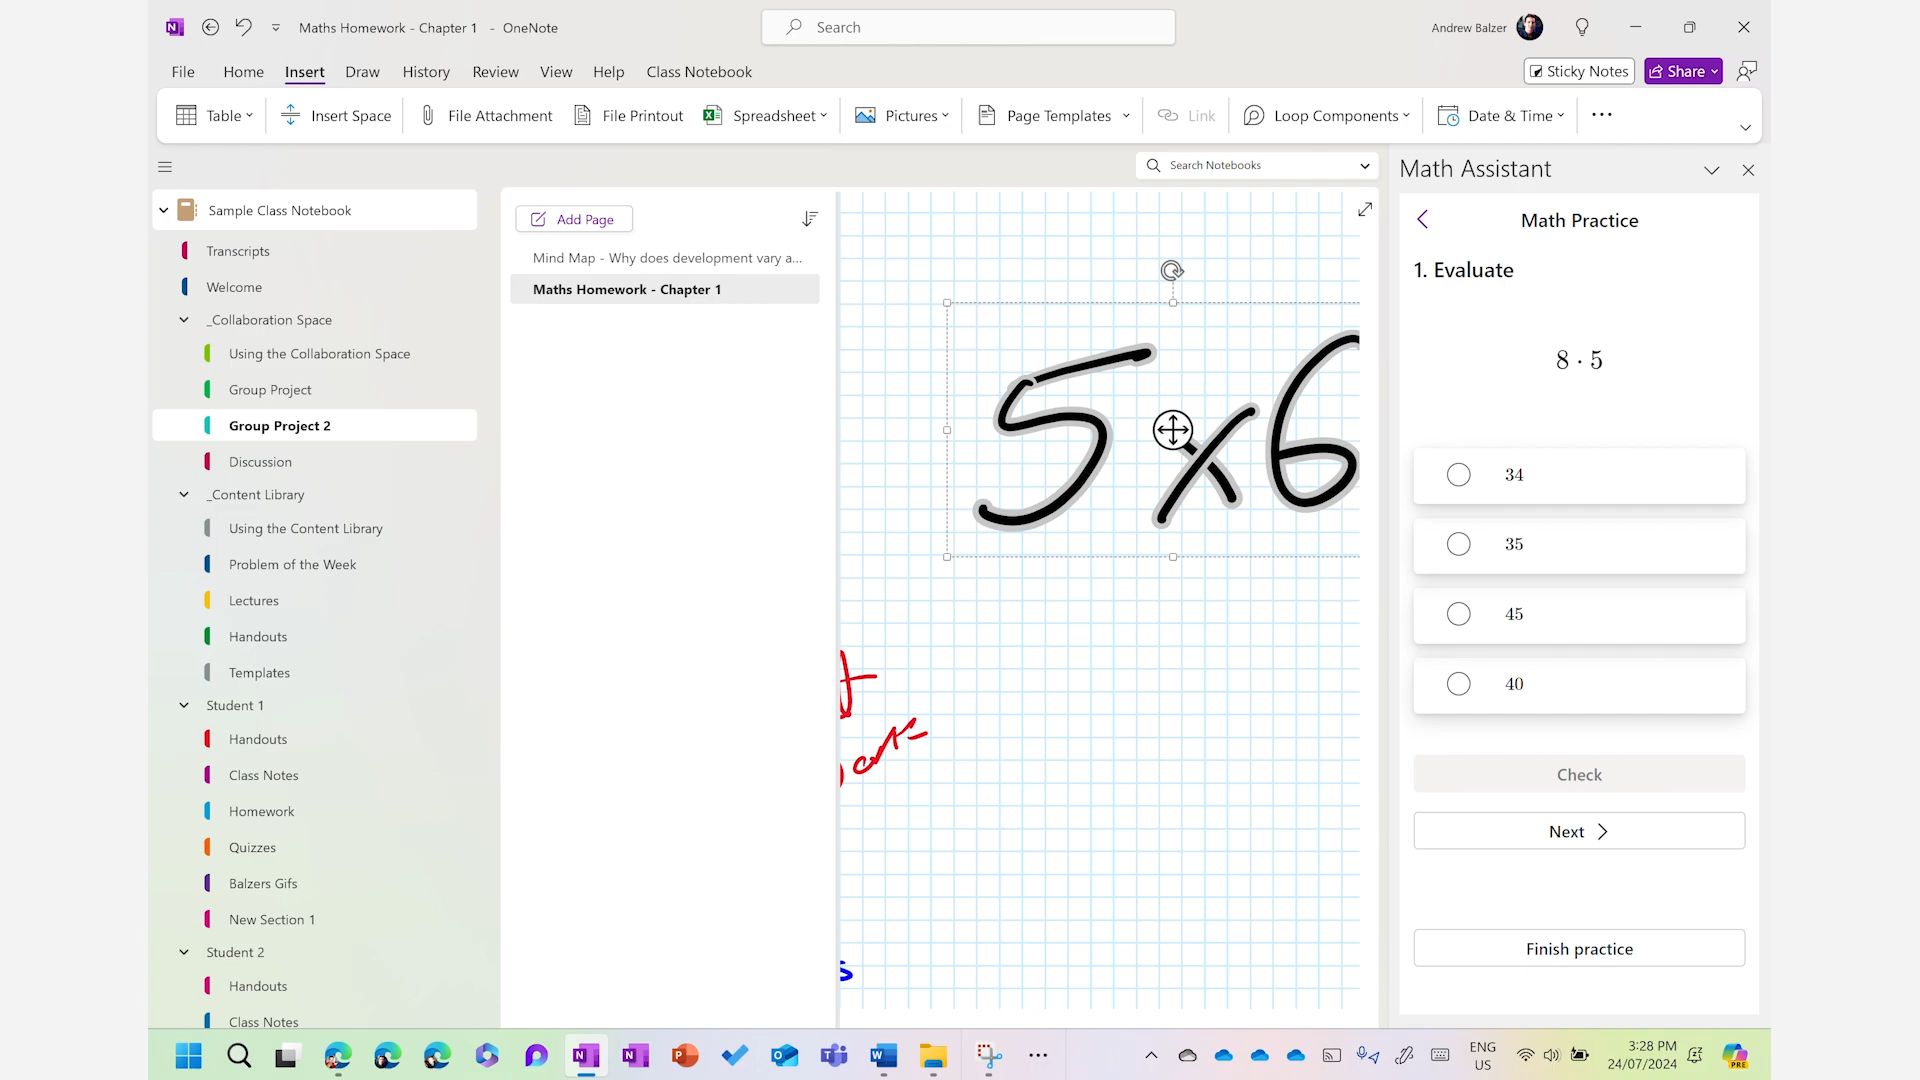 Maths Homework - Chapter 1 - OneNote
Search
Andrew Balzer
File Home Insert Draw History Review View Help Class Notebook
Sticky Notes
Share
Table
Insert Space
File Attachment
File Printout
Spreadsheet
Pictures
Page Templates
Link
Loop Components
Date & Time
Search Notebooks
Sample Class Notebook
Transcripts
Welcome
_Collaboration Space
Using the Collaboration Space
Group Project
Group Project 2
Discussion
_Content Library
Using the Content Library
Problem of the Week
Lectures
Handouts
Templates
Student 1
Handouts
Class Notes
Homework
Quizzes
Balzers Gifs
New Section 1
Student 2
Handouts
Class Notes
Add Page
Mind Map - Why does development vary a...
Maths Homework - Chapter 1
5x6
s
Math Assistant
Math Practice
1. Evaluate
8 · 5
34
35
45
40
Check
Next
Finish practice
ENG
US
3:28 PM
24/07/2024
PRE